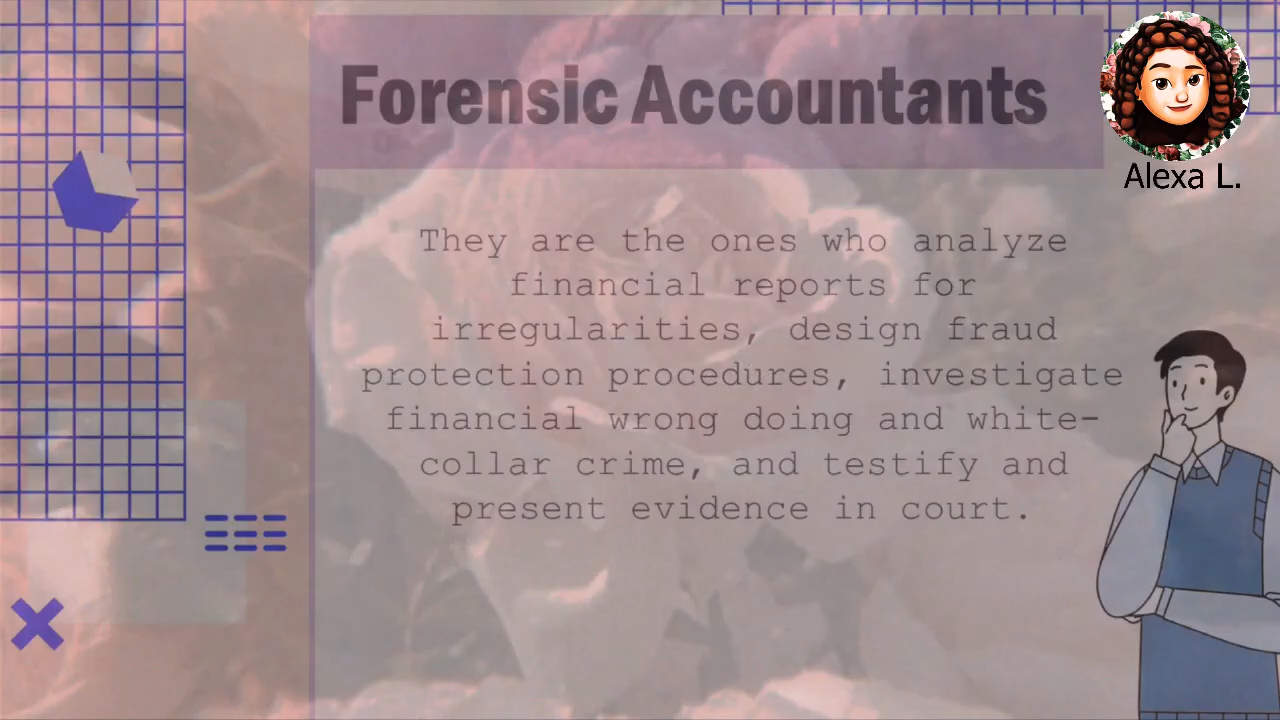 Forensic Accountants
Alexa L.
They are the ones who analyze
financial reports for
irregularities, design fraud
protection procedures, investigate
financial wrong doing and white-
collar crime, and testify and
present evidence in court.